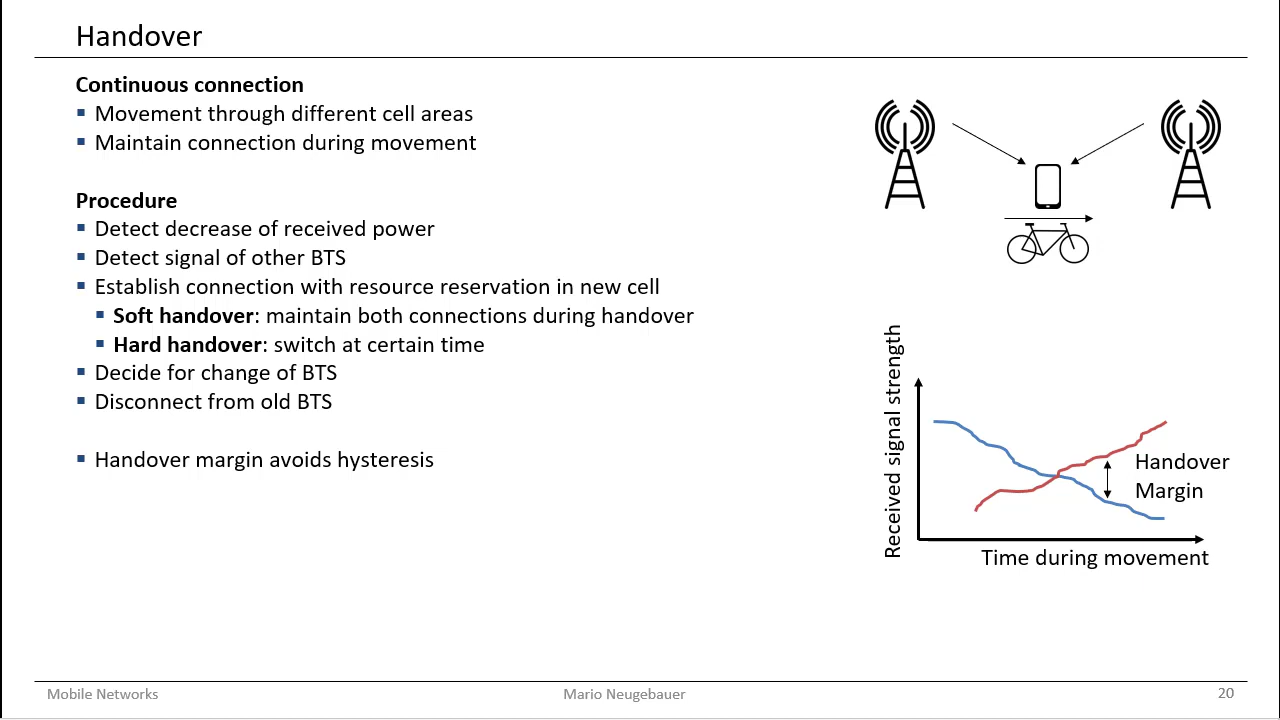 Handover
Continuous connection
▪ Movement through different cell areas
▪ Maintain connection during movement
Procedure
▪ Detect decrease of received power
▪ Detect signal of other BTS
▪ Establish connection with resource reservation in new cell
▪ Soft handover: maintain both connections during handover
▪ Hard handover: switch at certain time
▪ Decide for change of BTS
▪ Disconnect from old BTS
▪ Handover margin avoids hysteresis
Received signal strength
Handover
Margin
Time during movement
Mobile Networks
Mario Neugebauer
20